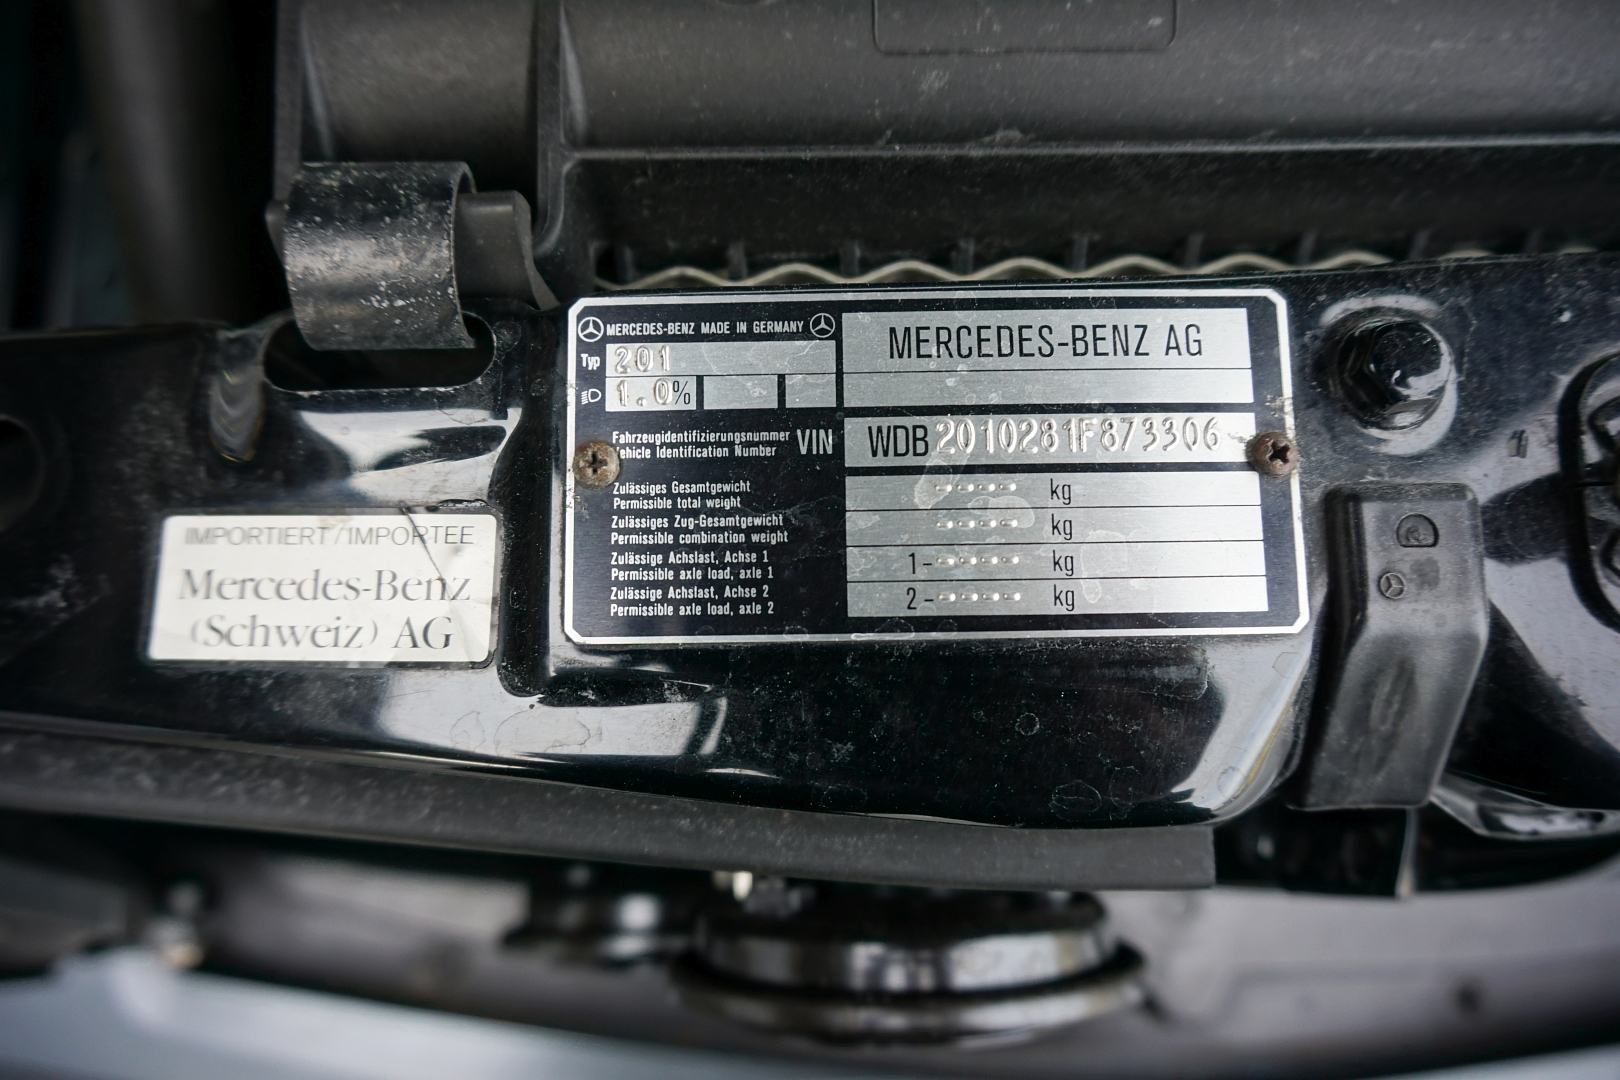 MERCEDES-BENZ MADE IN GERMANY
MERCEDES-BENZ AG
Typ 201
1.0%
Fahrzeugidentifizierungsnummer
Vehicle Identification Number
VIN
WDB2010281F873306
Zulässiges Gesamtgewicht
Permissible total weight
kg
Zulässiges Zug-Gesamtgewicht
Permissible combination weight
kg
Zulässige Achslast, Achse 1
Permissible axle load, axle 1
1- kg
Zulässige Achslast, Achse 2
Permissible axle load, axle 2
2- kg
IMPORTIERT/IMPORTEE
Mercedes-Benz
(Schweiz) AG